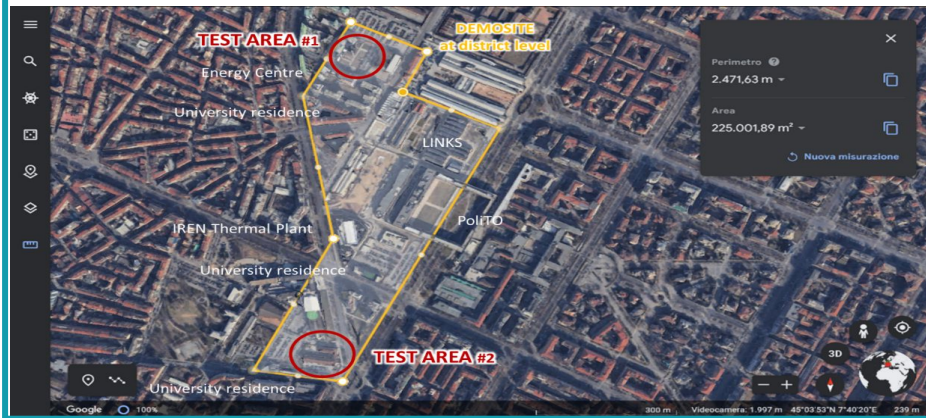 DEMOSITE
at district level
TEST AREA #1
Energy Centre
University residence
LINKS
PoliTO
IREN Thermal Plant
University residence
TEST AREA #2
University residence
Perimetro
2.471,63 m
Area
225.001,89 m²
Nuova misurazione
3D
Google
100%
300 m
Videocamera: 1.997 m 45°03'53"N 7°40'20"E 239 m